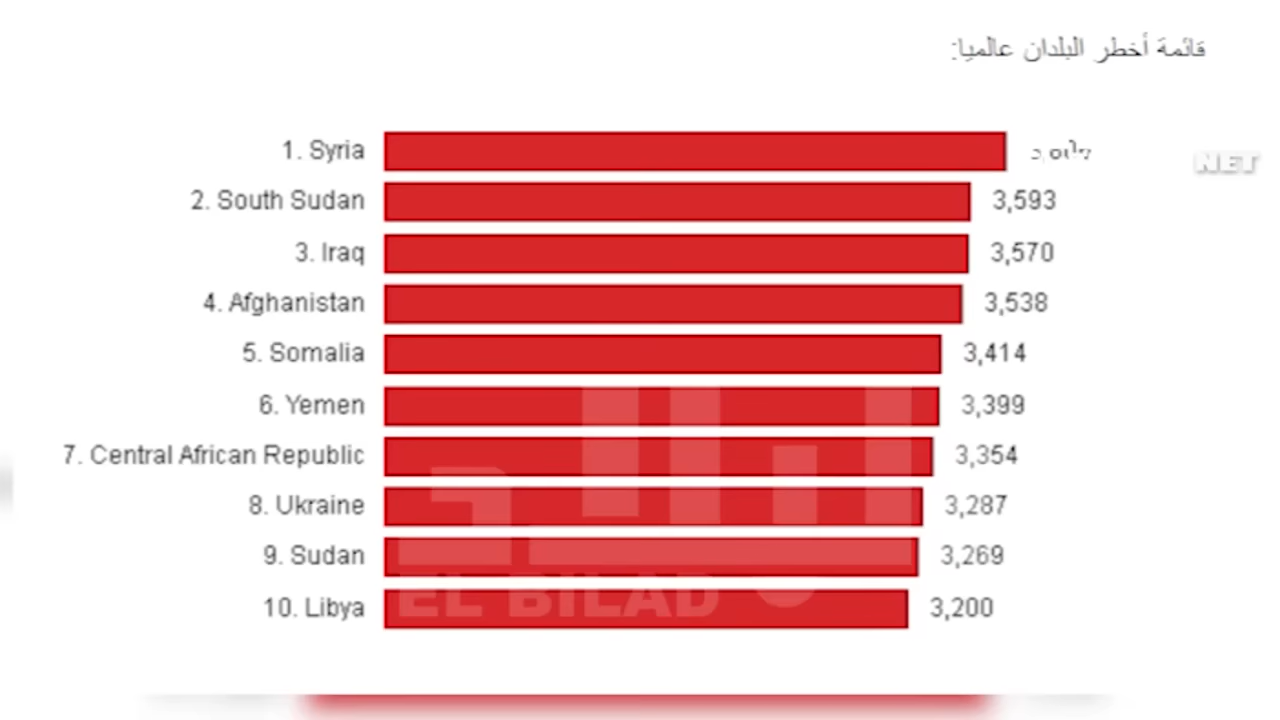 قائمة أخطر البلدان عالميا:
1. Syria
2. South Sudan 3,593
3. Iraq 3,570
4. Afghanistan 3,538
5. Somalia 3,414
6. Yemen 3,399
7. Central African Republic 3,354
8. Ukraine 3,287
9. Sudan 3,269
10. Libya 3,200
NET
EL BILAD